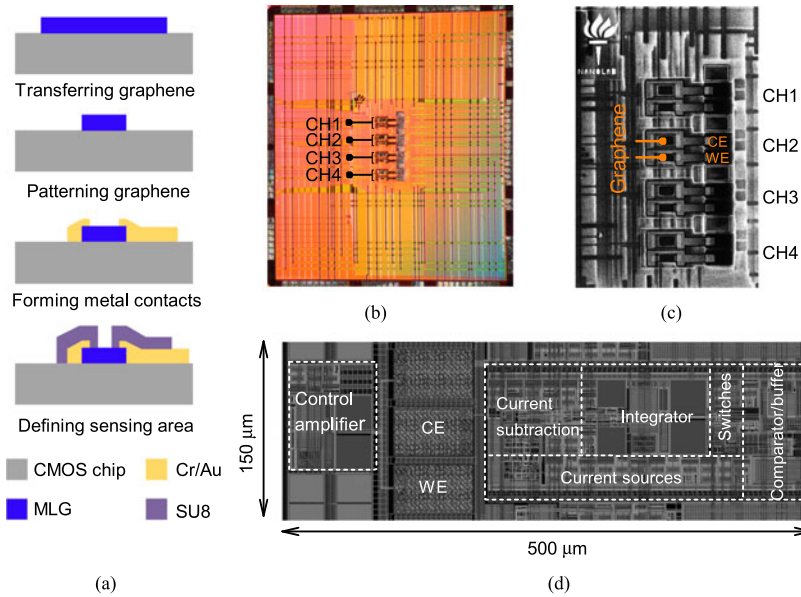 Transferring graphene
Patterning graphene
Forming metal contacts
Defining sensing area
CMOS chip
Cr/Au
MLG
SU8
(a)
CH1
CH2
CH3
CH4
(b)
NANOLAB
Graphene
CE
WE
CH1
CH2
CH3
CH4
(c)
150 µm
Control
amplifier
CE
WE
Current
subtraction
Integrator
Switches
Comparator/buffer
Current sources
500 µm
(d)